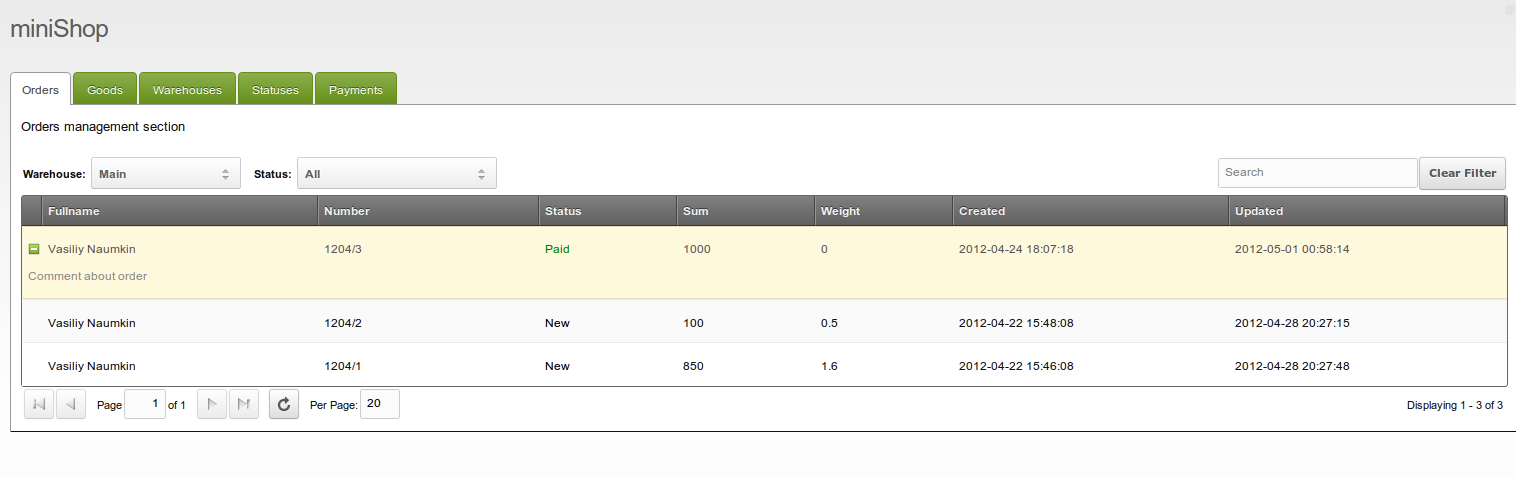 miniShop
Orders Goods Warehouses Statuses Payments
Orders management section
Warehouse: Main Status: All Search Clear Filter
Fullname Number Status Sum Weight Created Updated
Vasiliy Naumkin 1204/3 Paid 1000 0 2012-04-24 18:07:18 2012-05-01 00:58:14
Comment about order
Vasiliy Naumkin 1204/2 New 100 0.5 2012-04-22 15:48:08 2012-04-28 20:27:15
Vasiliy Naumkin 1204/1 New 850 1.6 2012-04-22 15:46:08 2012-04-28 20:27:48
Page 1 of 1 Per Page: 20 Displaying 1 - 3 of 3